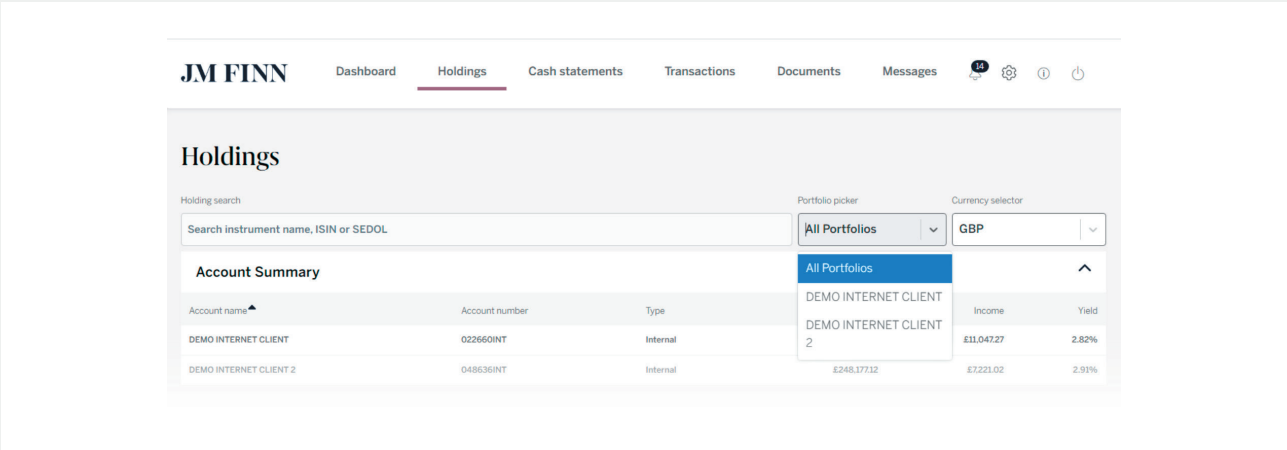 JM FINN Dashboard Holdings Cash statements Transactions Documents Messages 14
Holdings
Holding search Portfolio picker Currency selector
Search instrument name, ISIN or SEDOL All Portfolios GBP
Account Summary All Portfolios
DEMO INTERNET CLIENT
Account name Account number Type Income Yield
DEMO INTERNET CLIENT 2
DEMO INTERNET CLIENT 022660INT Internal £11,047.27 2.82%
DEMO INTERNET CLIENT 2 048636INT Internal £248,177.12 £7,221.02 2.91%